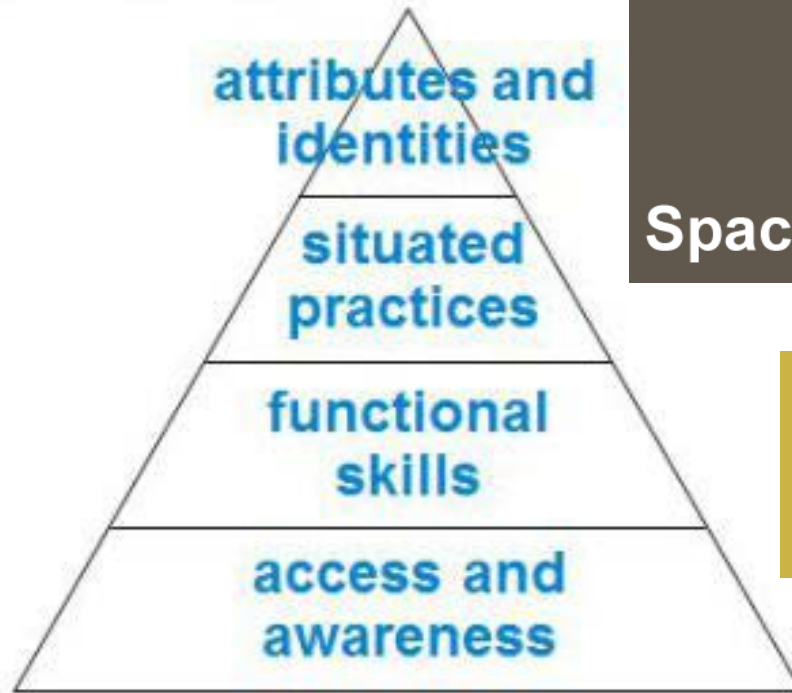 attributes and
identities
situated
practices
Spac
functional
skills
access and
awareness